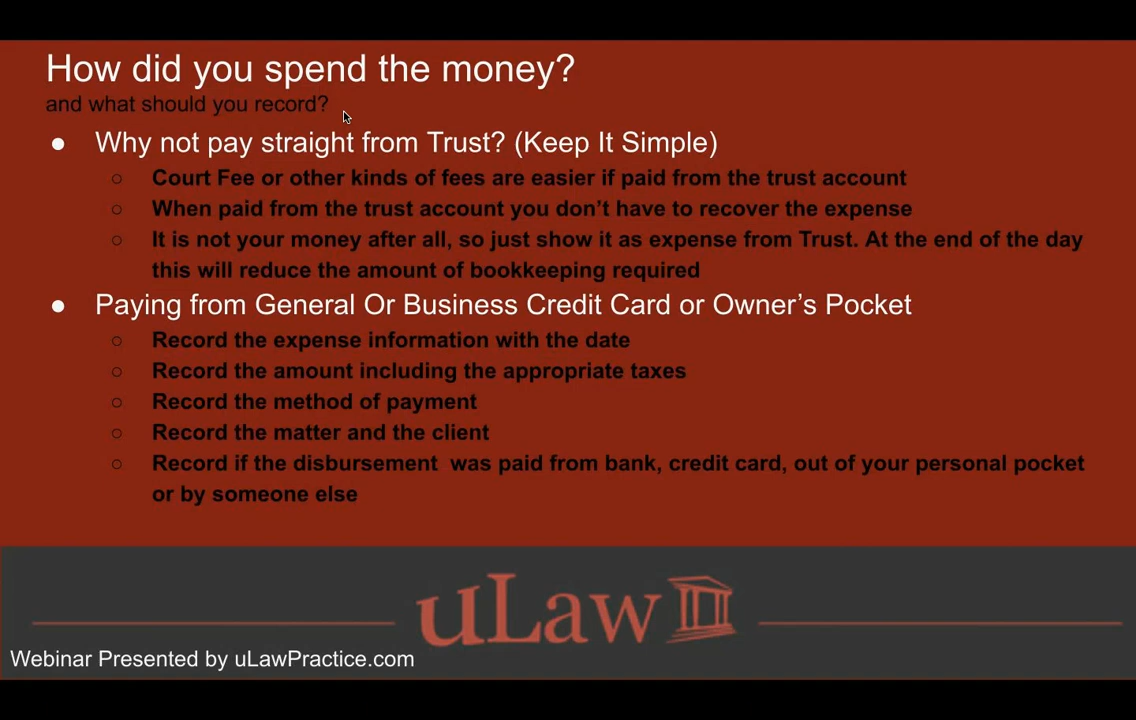 How did you spend the money?
and what should you record?
● Why not pay straight from Trust? (Keep It Simple)
○ Court Fee or other kinds of fees are easier if paid from the trust account
○ When paid from the trust account you don’t have to recover the expense
○ It is not your money after all, so just show it as expense from Trust. At the end of the day
this will reduce the amount of bookkeeping required
● Paying from General Or Business Credit Card or Owner’s Pocket
○ Record the expense information with the date
○ Record the amount including the appropriate taxes
○ Record the method of payment
○ Record the matter and the client
○ Record if the disbursement  was paid from bank, credit card, out of your personal pocket
or by someone else
uLaw
Webinar Presented by uLawPractice.com